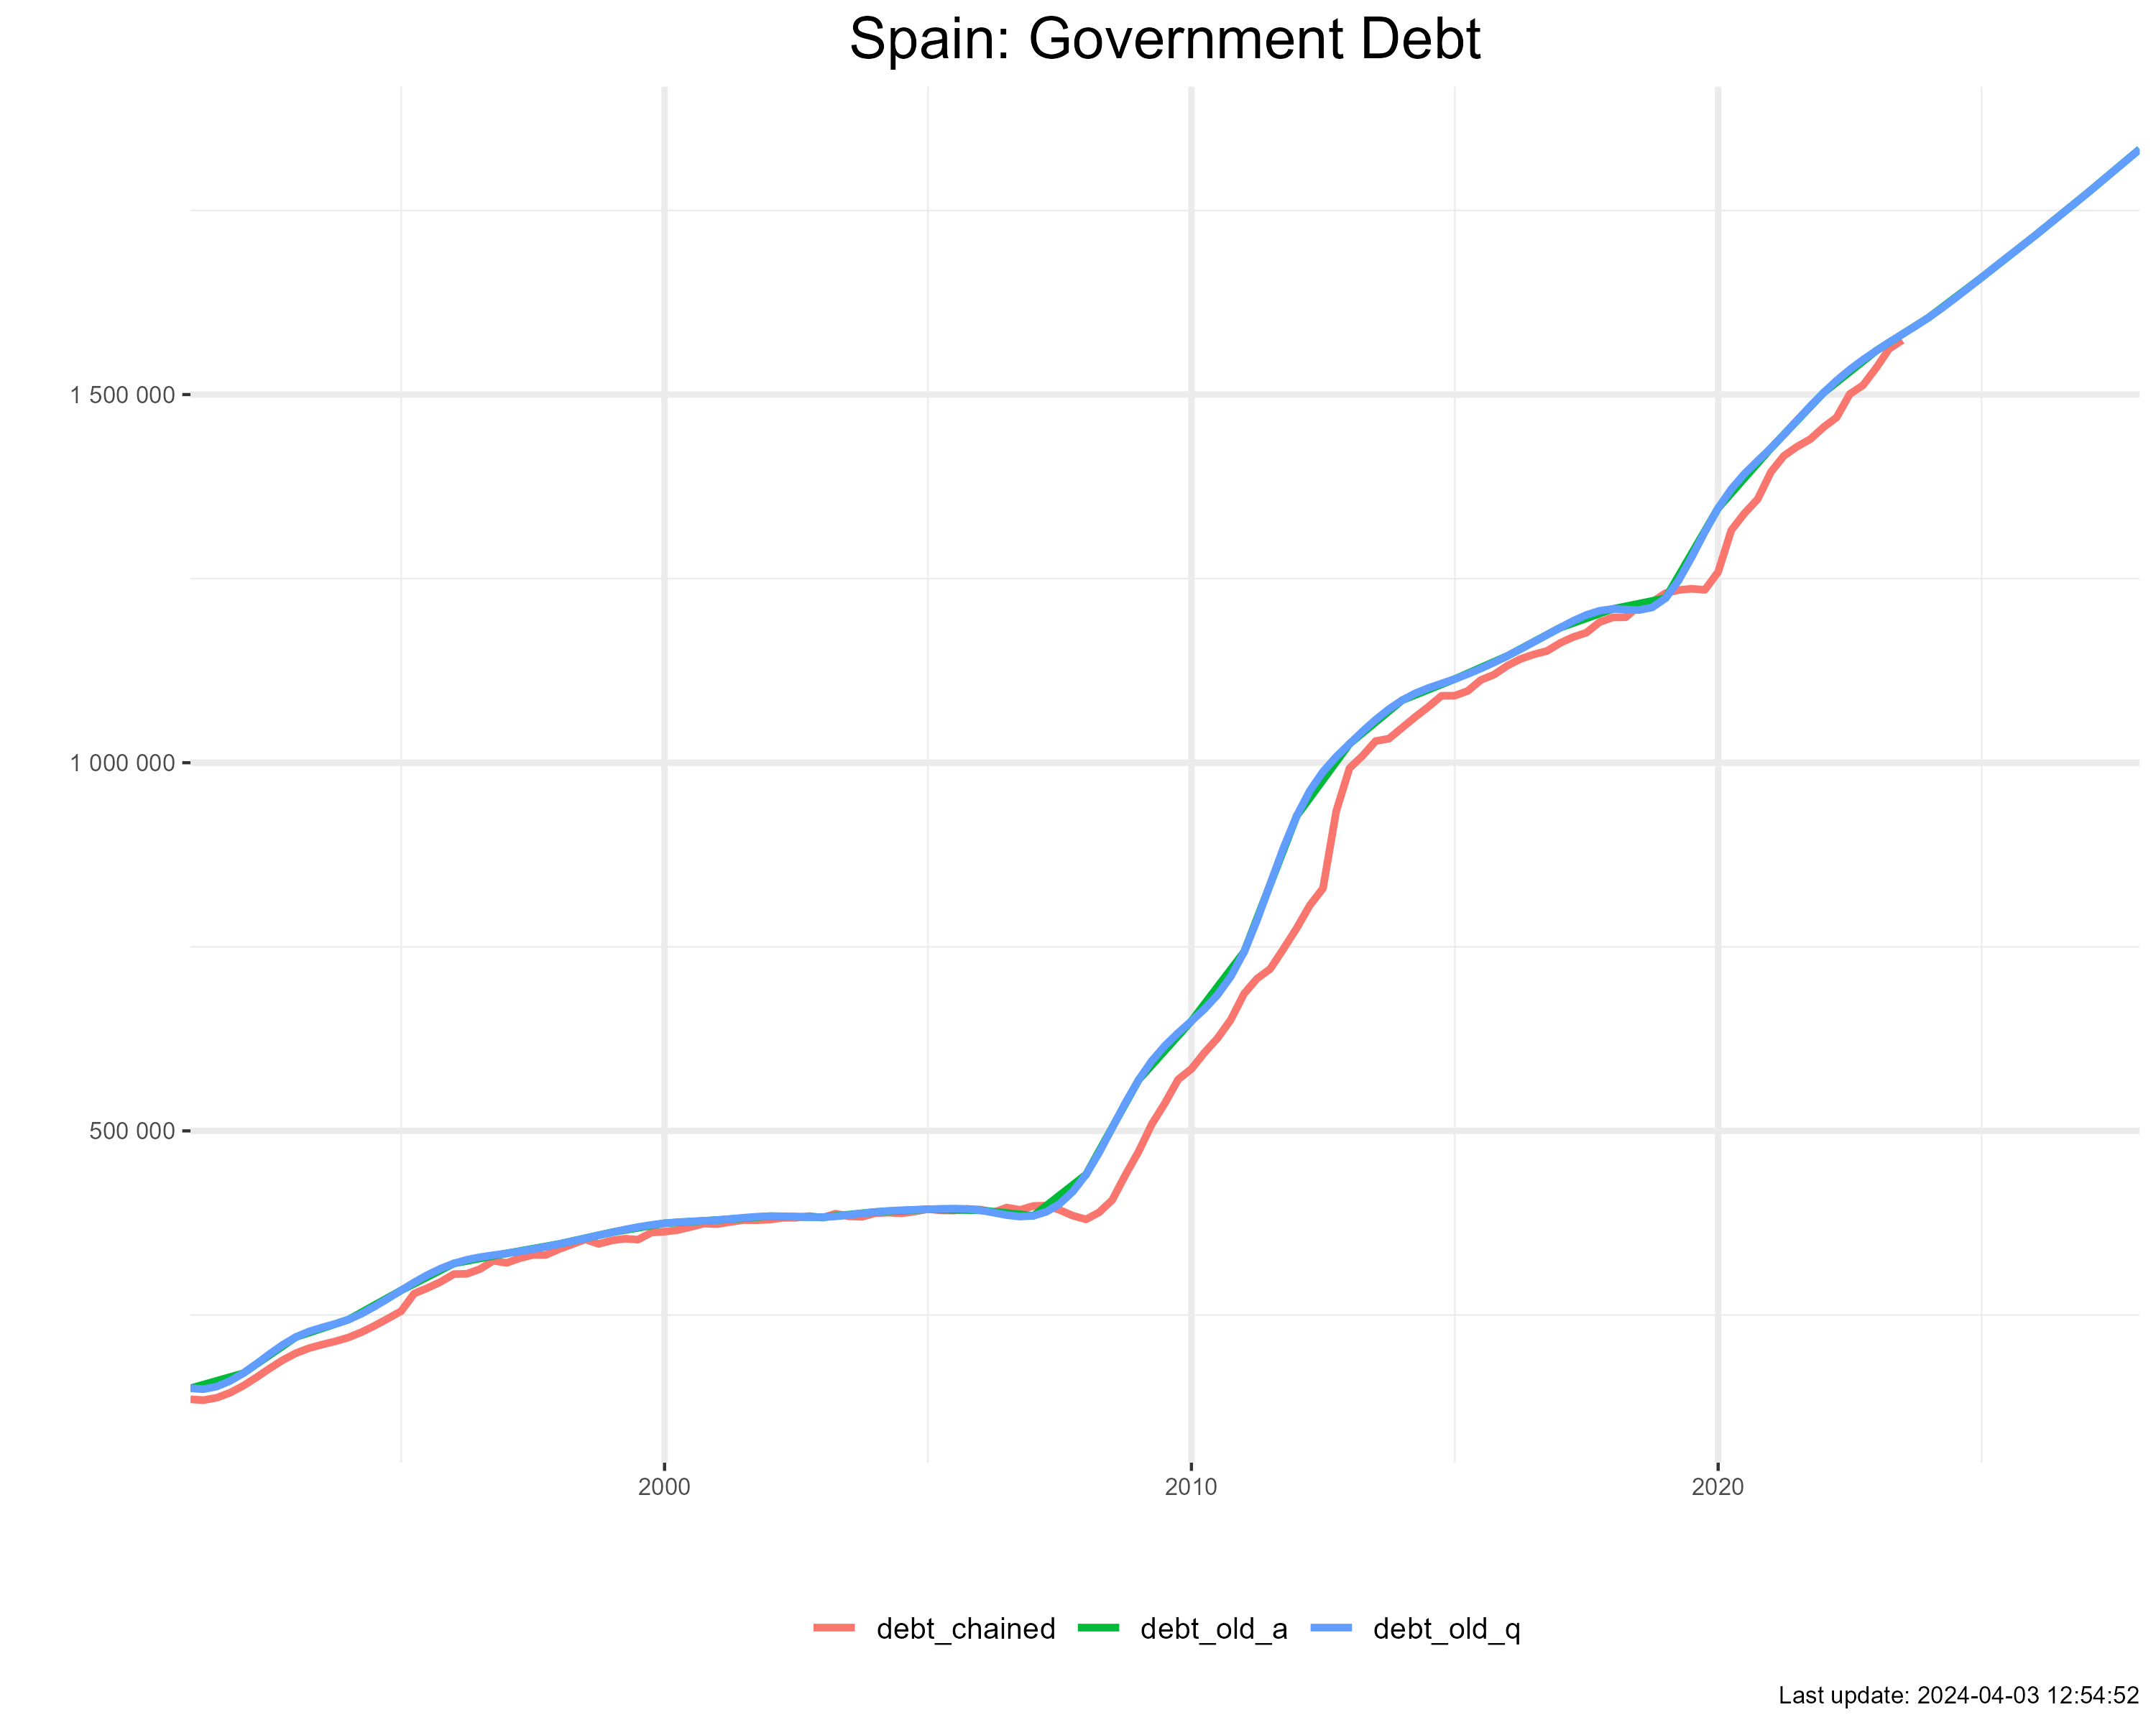 Spain: Government Debt
1 500 000
1 000 000
500 000
2000 2010 2020
debt_chained debt_old_a debt_old_q
Last update: 2024-04-03 12:54:52